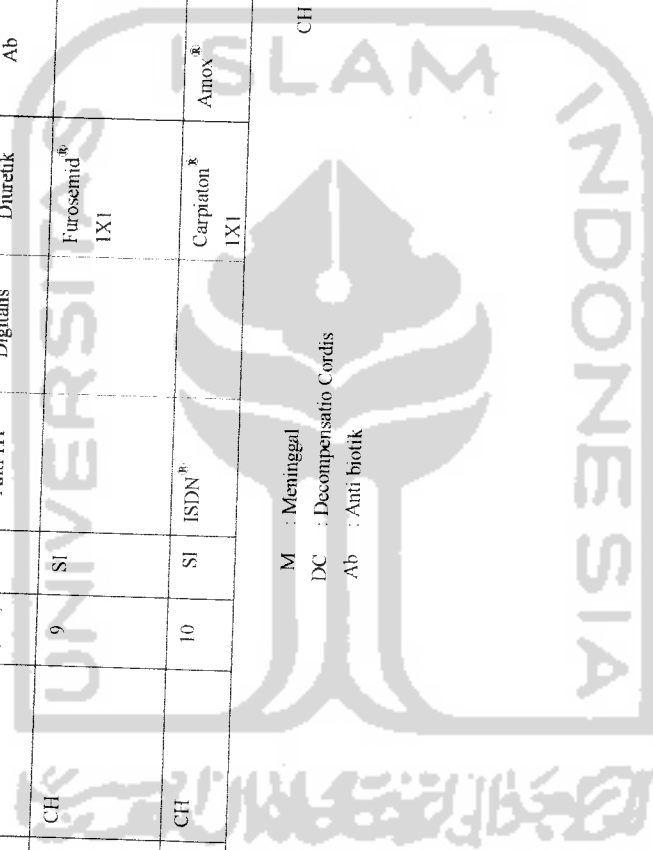 Digitalis Diuretik Ab
CH 9 SI Furosemid®
1X1
CH 10 SI ISDN® Carpiaton® Amox®
1X1
M : Meninggal CH
DC : Decompensatio Cordis
Ab : Anti biotik
UNIVERSITAS
ISLAM
INDONESIA